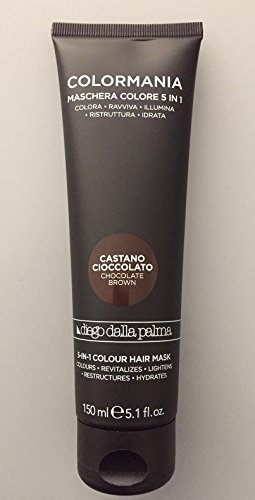 COLORMANIA
MASCHERA COLORE 5 IN 1
COLORA • RAVVIVA • ILLUMINA
• RISTRUTTURA • IDRATA
CASTANO
CIOCCOLATO
CHOCOLATE
BROWN
diego dalla palma
5-IN-1 COLOUR HAIR MASK
COLOURS • REVITALIZES • LIGHTENS
• RESTRUCTURES • HYDRATES
150 ml ℮ 5.1 fl.oz.